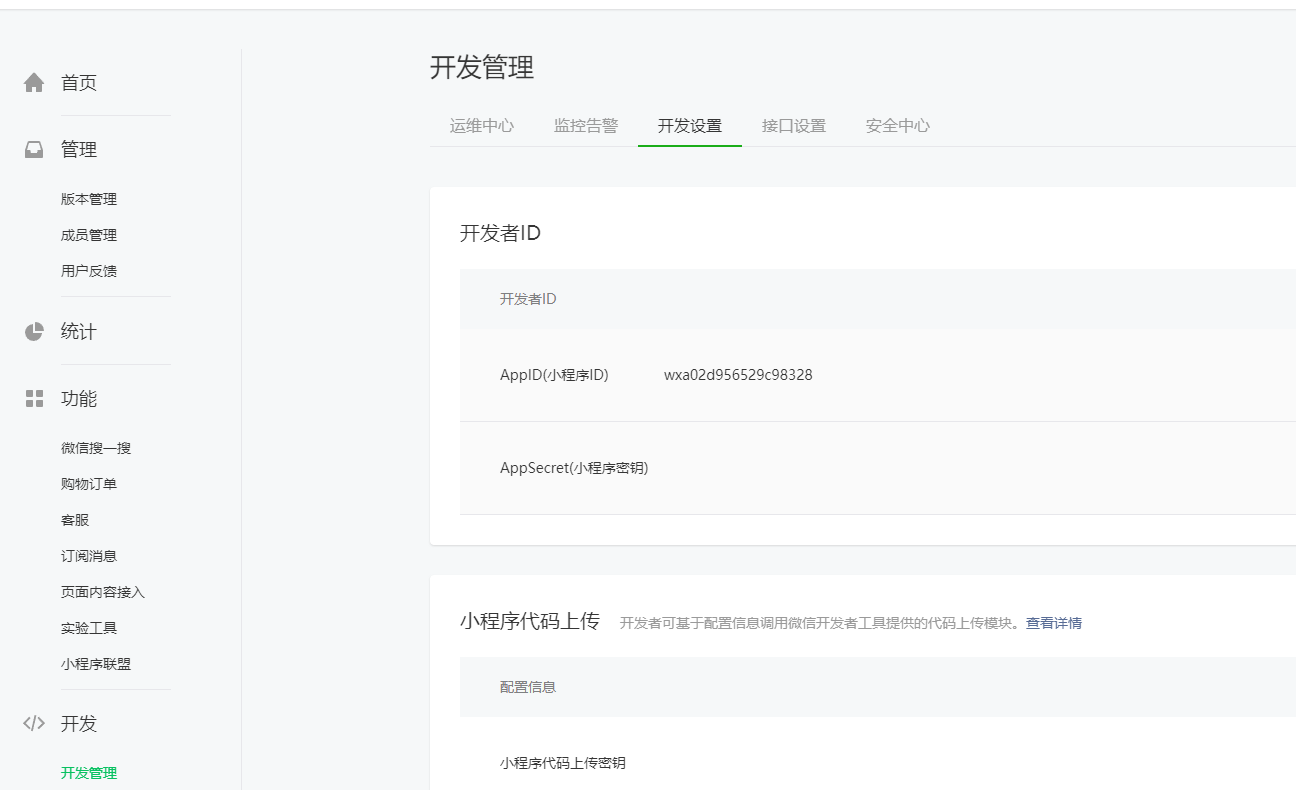 首页
管理
版本管理
成员管理
用户反馈
统计
功能
微信搜一搜
购物订单
客服
订阅消息
页面内容接入
实验工具
小程序联盟
开发
开发管理
开发管理
运维中心 监控告警 开发设置 接口设置 安全中心
开发者ID
开发者ID
AppID(小程序ID) wxa02d956529c98328
AppSecret(小程序密钥)
小程序代码上传 开发者可基于配置信息调用微信开发者工具提供的代码上传模块。查看详情
配置信息
小程序代码上传密钥